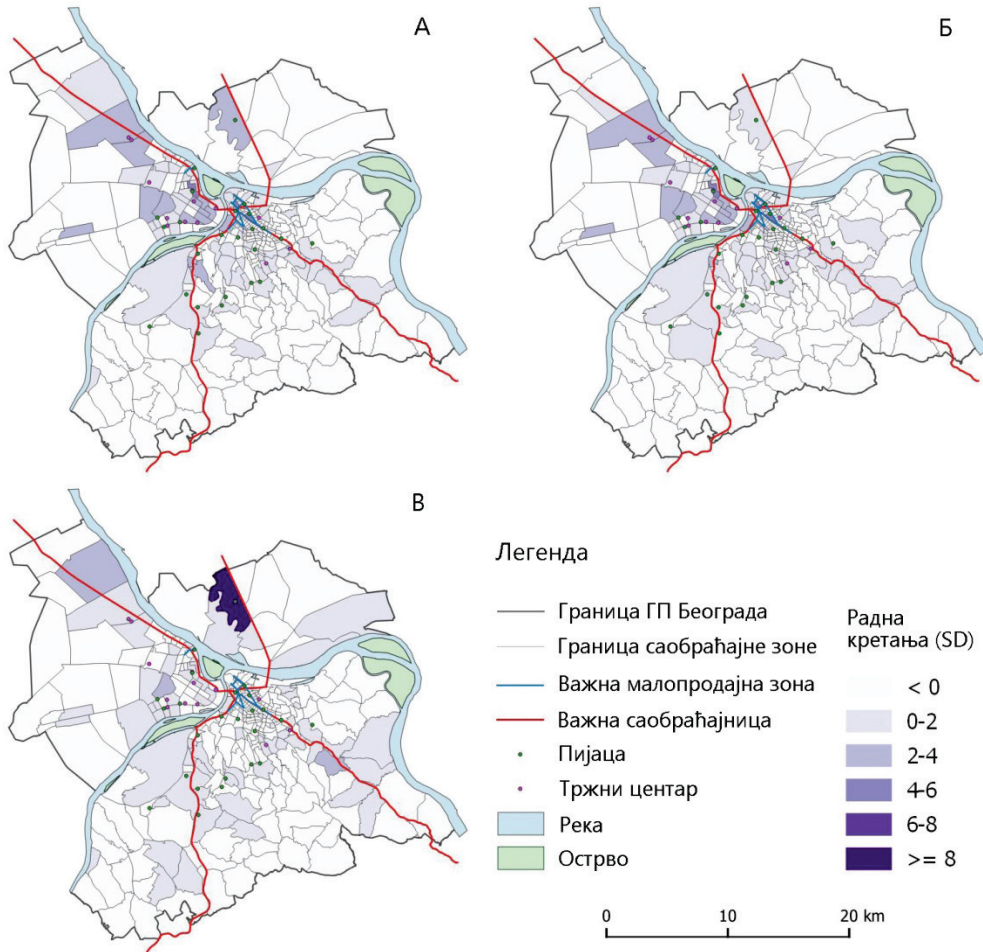 А
Б
В
Легенда
Граница ГП Београда
Граница саобраћајне зоне
Важна малопродајна зона
Важна саобраћајница
Пијаца
Тржни центар
Река
Острво
Радна
кретања (SD)
< 0
0-2
2-4
4-6
6-8
>= 8
0 10 20 km